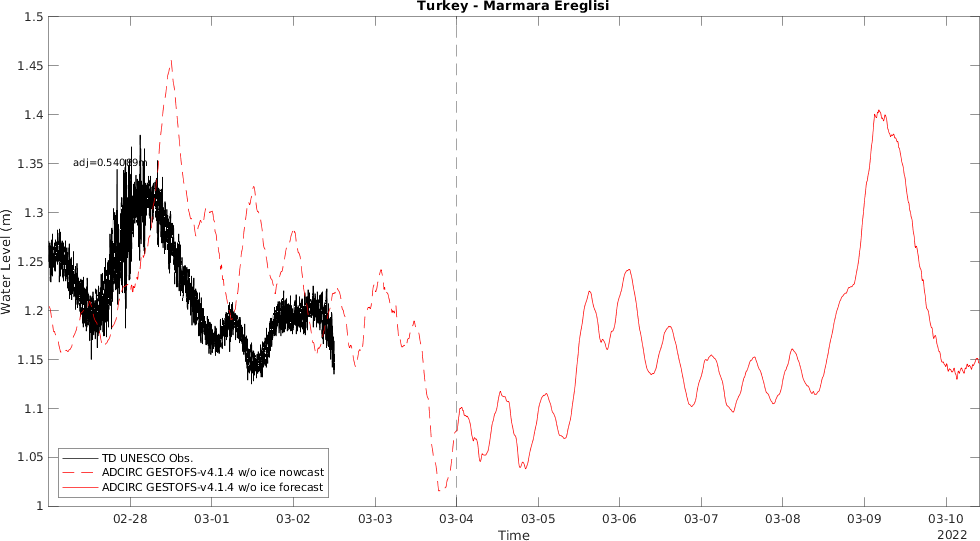 Turkey - Marmara Ereglisi
1.5
1.45
1.4
1.35
1.3
1.25
1.2
1.15
1.1
1.05
1
Water Level (m)
adj=0.54089m
TD UNESCO Obs.
ADCIRC GESTOFS-v4.1.4 w/o ice nowcast
ADCIRC GESTOFS-v4.1.4 w/o ice forecast
02-28 03-01 03-02 03-03 03-04 03-05 03-06 03-07 03-08 03-09 03-10
Time
2022